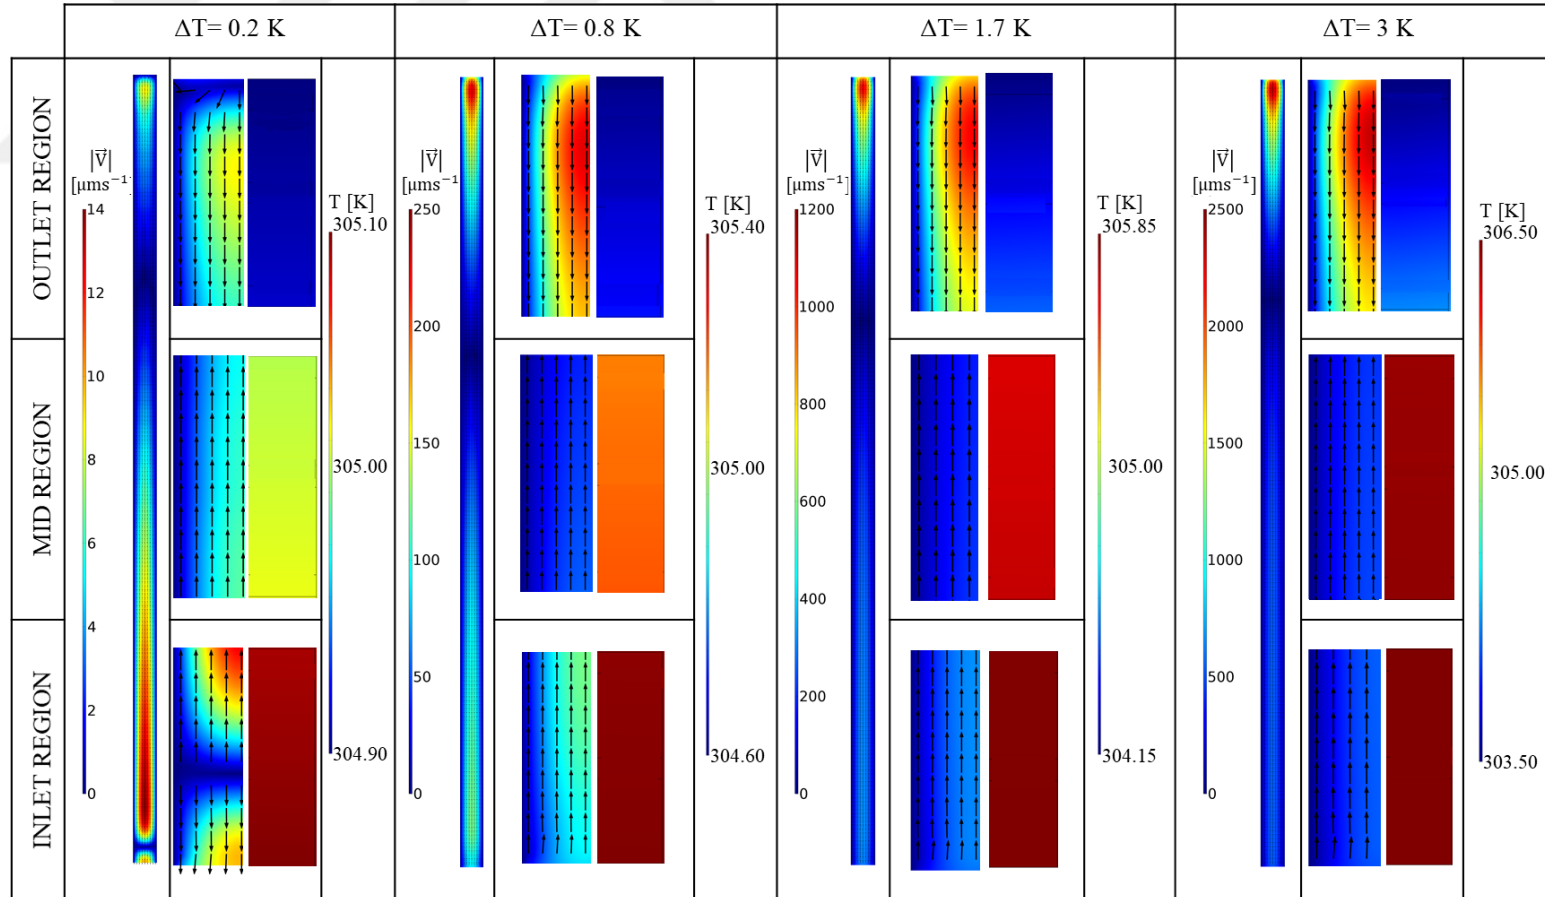 ΔT= 0.2 K
ΔT= 0.8 K
ΔT= 1.7 K
ΔT= 3 K
OUTLET REGION
MID REGION
INLET REGION
|V⃗|
[μms⁻¹]
14
12
10
8
6
4
2
0
T [K]
305.10
305.00
304.90
|V⃗|
[μms⁻¹
250
200
150
100
50
0
T [K]
305.40
305.00
304.60
|V⃗|
[μms⁻¹]
1200
1000
800
600
400
200
0
T [K]
305.85
305.00
304.15
|V⃗|
[μms⁻¹]
2500
2000
1500
1000
500
0
T [K]
306.50
305.00
303.50